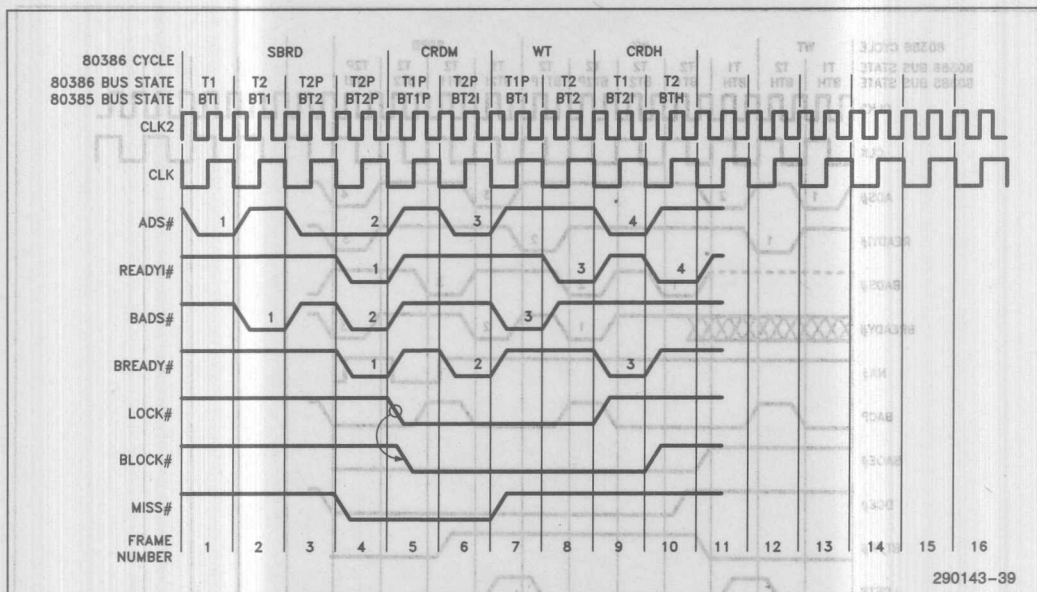 80386 CYCLE SBRD CRDM WT CRDH
80386 BUS STATE T1 T2 T2P T2P T1P T2P T1P T2 T1 T2
80385 BUS STATE BTI BT1 BT2 BT2P BT1P BT2I BT1 BT2 BT2I BTH
CLK2
CLK
ADS# 1 2 3 4
READYI# 1 3 4
BADS# 1 2 3
BREADY# 1 2 3
LOCK#
BLOCK#
MISS#
FRAME
NUMBER 1 2 3 4 5 6 7 8 9 10 11 12 13 14 15 16
290143-39